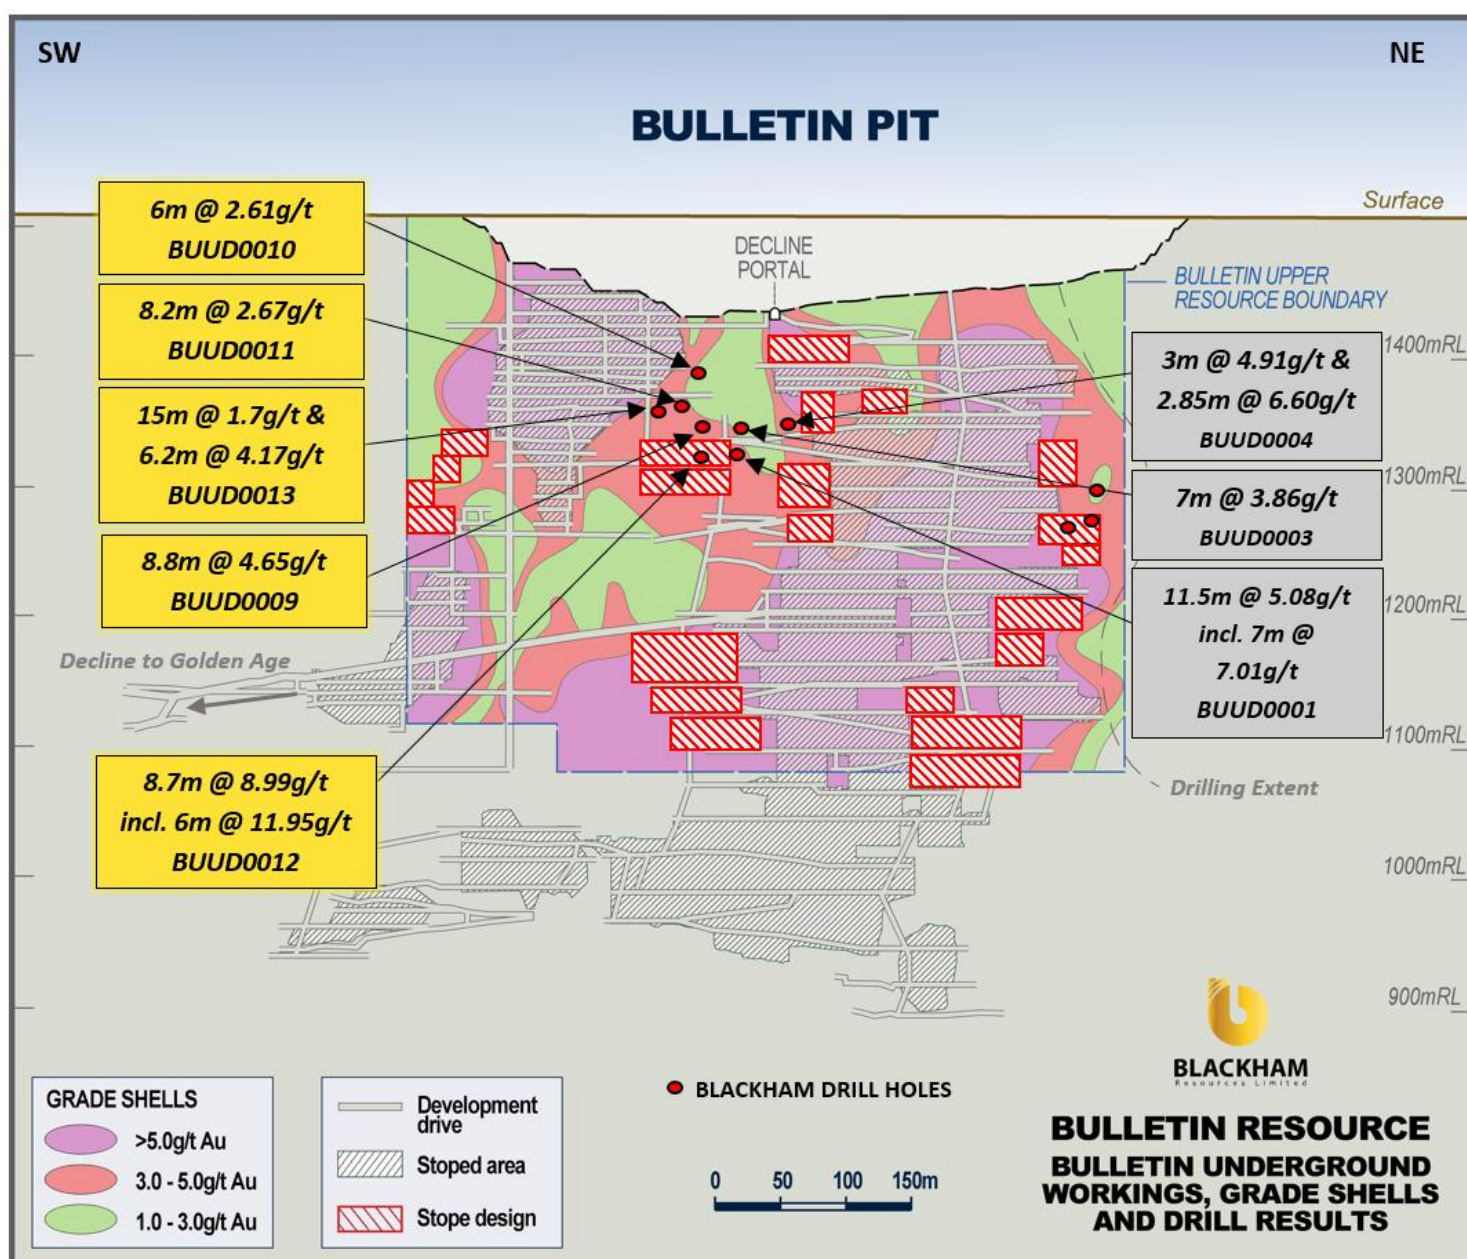 SW
NE
BULLETIN PIT
Surface
6m @ 2.61g/t
BUUD0010
8.2m @ 2.67g/t
BUUD0011
15m @ 1.7g/t &
6.2m @ 4.17g/t
BUUD0013
8.8m @ 4.65g/t
BUUD0009
8.7m @ 8.99g/t
incl. 6m @ 11.95g/t
BUUD0012
DECLINE
PORTAL
BULLETIN UPPER
RESOURCE BOUNDARY
3m @ 4.91g/t &
2.85m @ 6.60g/t
BUUD0004
7m @ 3.86g/t
BUUD0003
11.5m @ 5.08g/t
incl. 7m @
7.01g/t
BUUD0001
1400mRL
1300mRL
1200mRL
1100mRL
1000mRL
900mRL
Decline to Golden Age
Drilling Extent
GRADE SHELLS
>5.0g/t Au
3.0 - 5.0g/t Au
1.0 - 3.0g/t Au
Development
drive
Stoped area
Stope design
BLACKHAM DRILL HOLES
0 50 100 150m
BLACKHAM
Resources Limited
BULLETIN RESOURCE
BULLETIN UNDERGROUND
WORKINGS, GRADE SHELLS
AND DRILL RESULTS